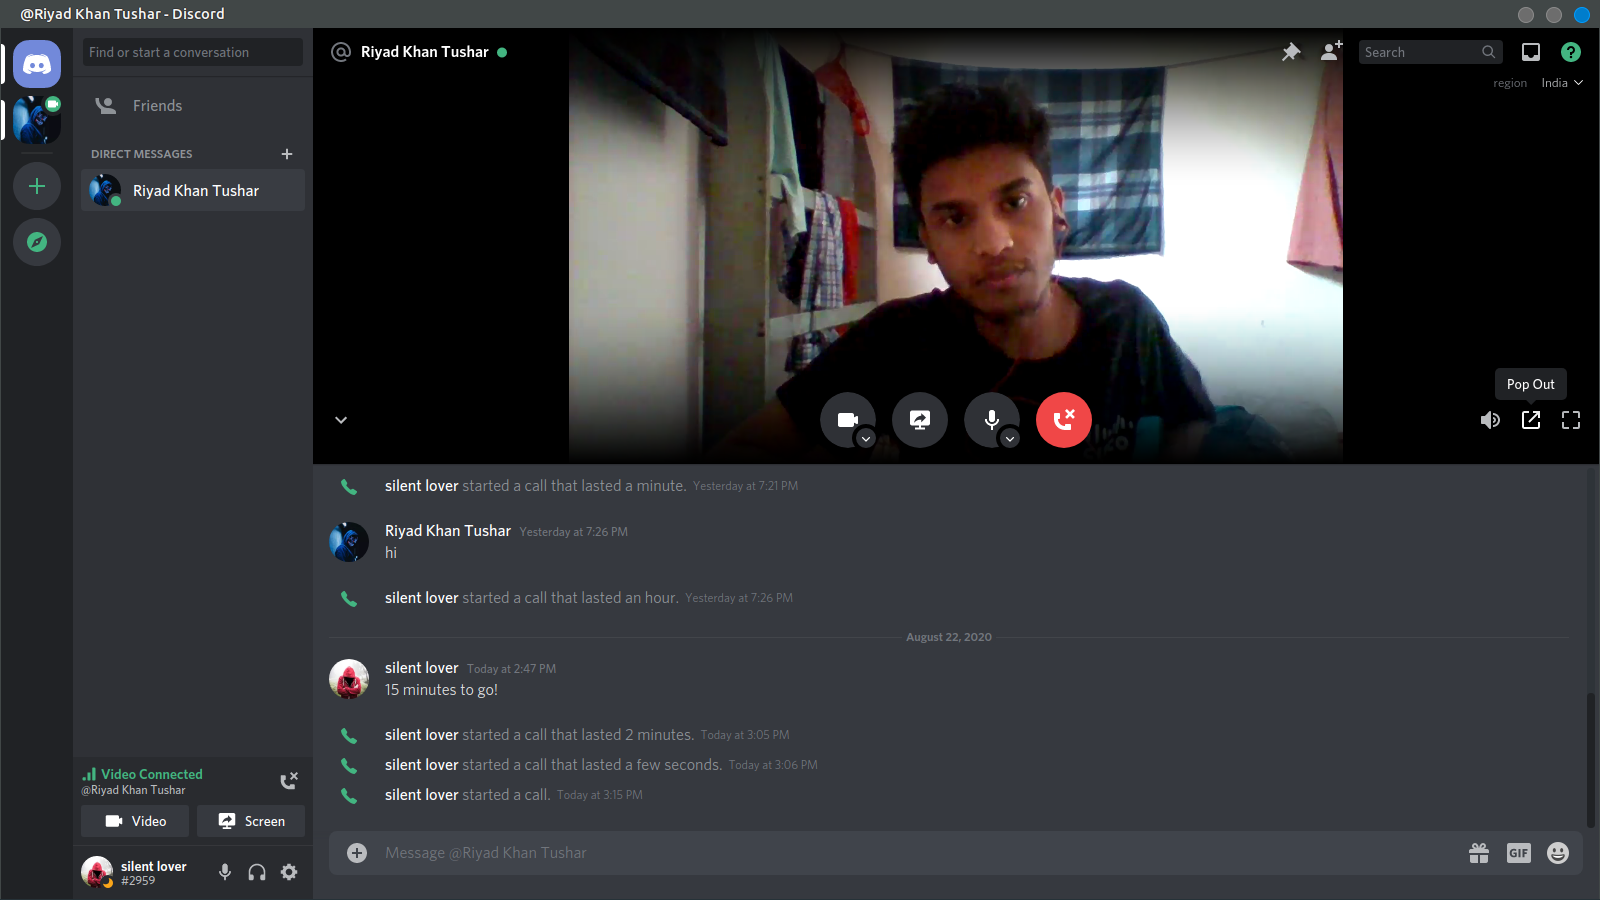 @Riyad Khan Tushar - Discord
Find or start a conversation
Friends
DIRECT MESSAGES
Riyad Khan Tushar
Video Connected
@Riyad Khan Tushar
Video
Screen
silent lover
#2959
Riyad Khan Tushar
Search
region India
Pop Out
silent lover started a call that lasted a minute. Yesterday at 7:21 PM
Riyad Khan Tushar Yesterday at 7:26 PM
hi
silent lover started a call that lasted an hour. Yesterday at 7:26 PM
August 22, 2020
silent lover Today at 2:47 PM
15 minutes to go!
silent lover started a call that lasted 2 minutes. Today at 3:05 PM
silent lover started a call that lasted a few seconds. Today at 3:06 PM
silent lover started a call. Today at 3:15 PM
Message @Riyad Khan Tushar
GIF